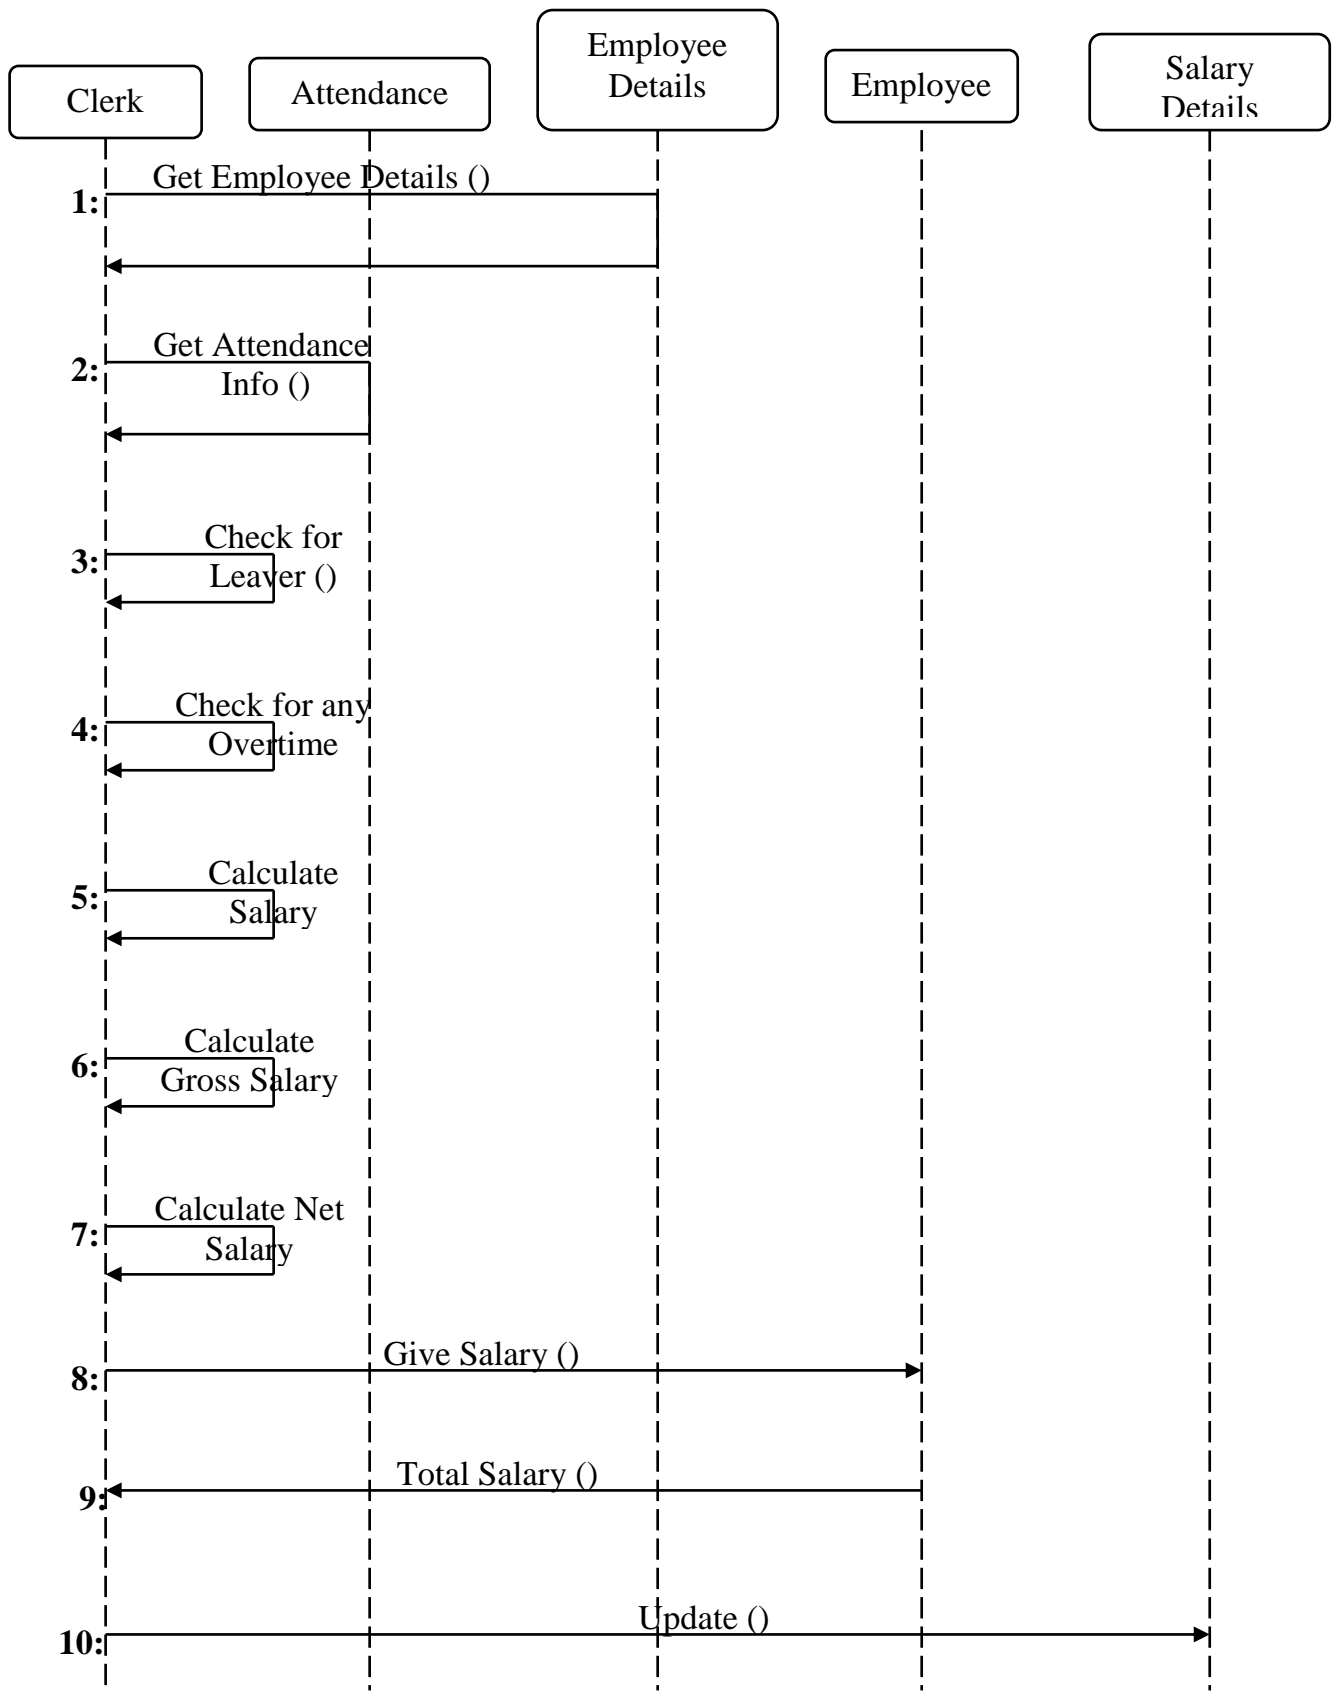 Clerk
Attendance
Employee
Details
Employee
Salary
Details
Get Employee Details ()
1:
Get Attendance
2:
Info ()
Check for
3:
Leaver ()
Check for any
4:
Overtime
Calculate
5:
Salary
Calculate
6:
Gross Salary
Calculate Net
7:
Salary
Give Salary ()
8:
Total Salary ()
9:
Update ()
10: